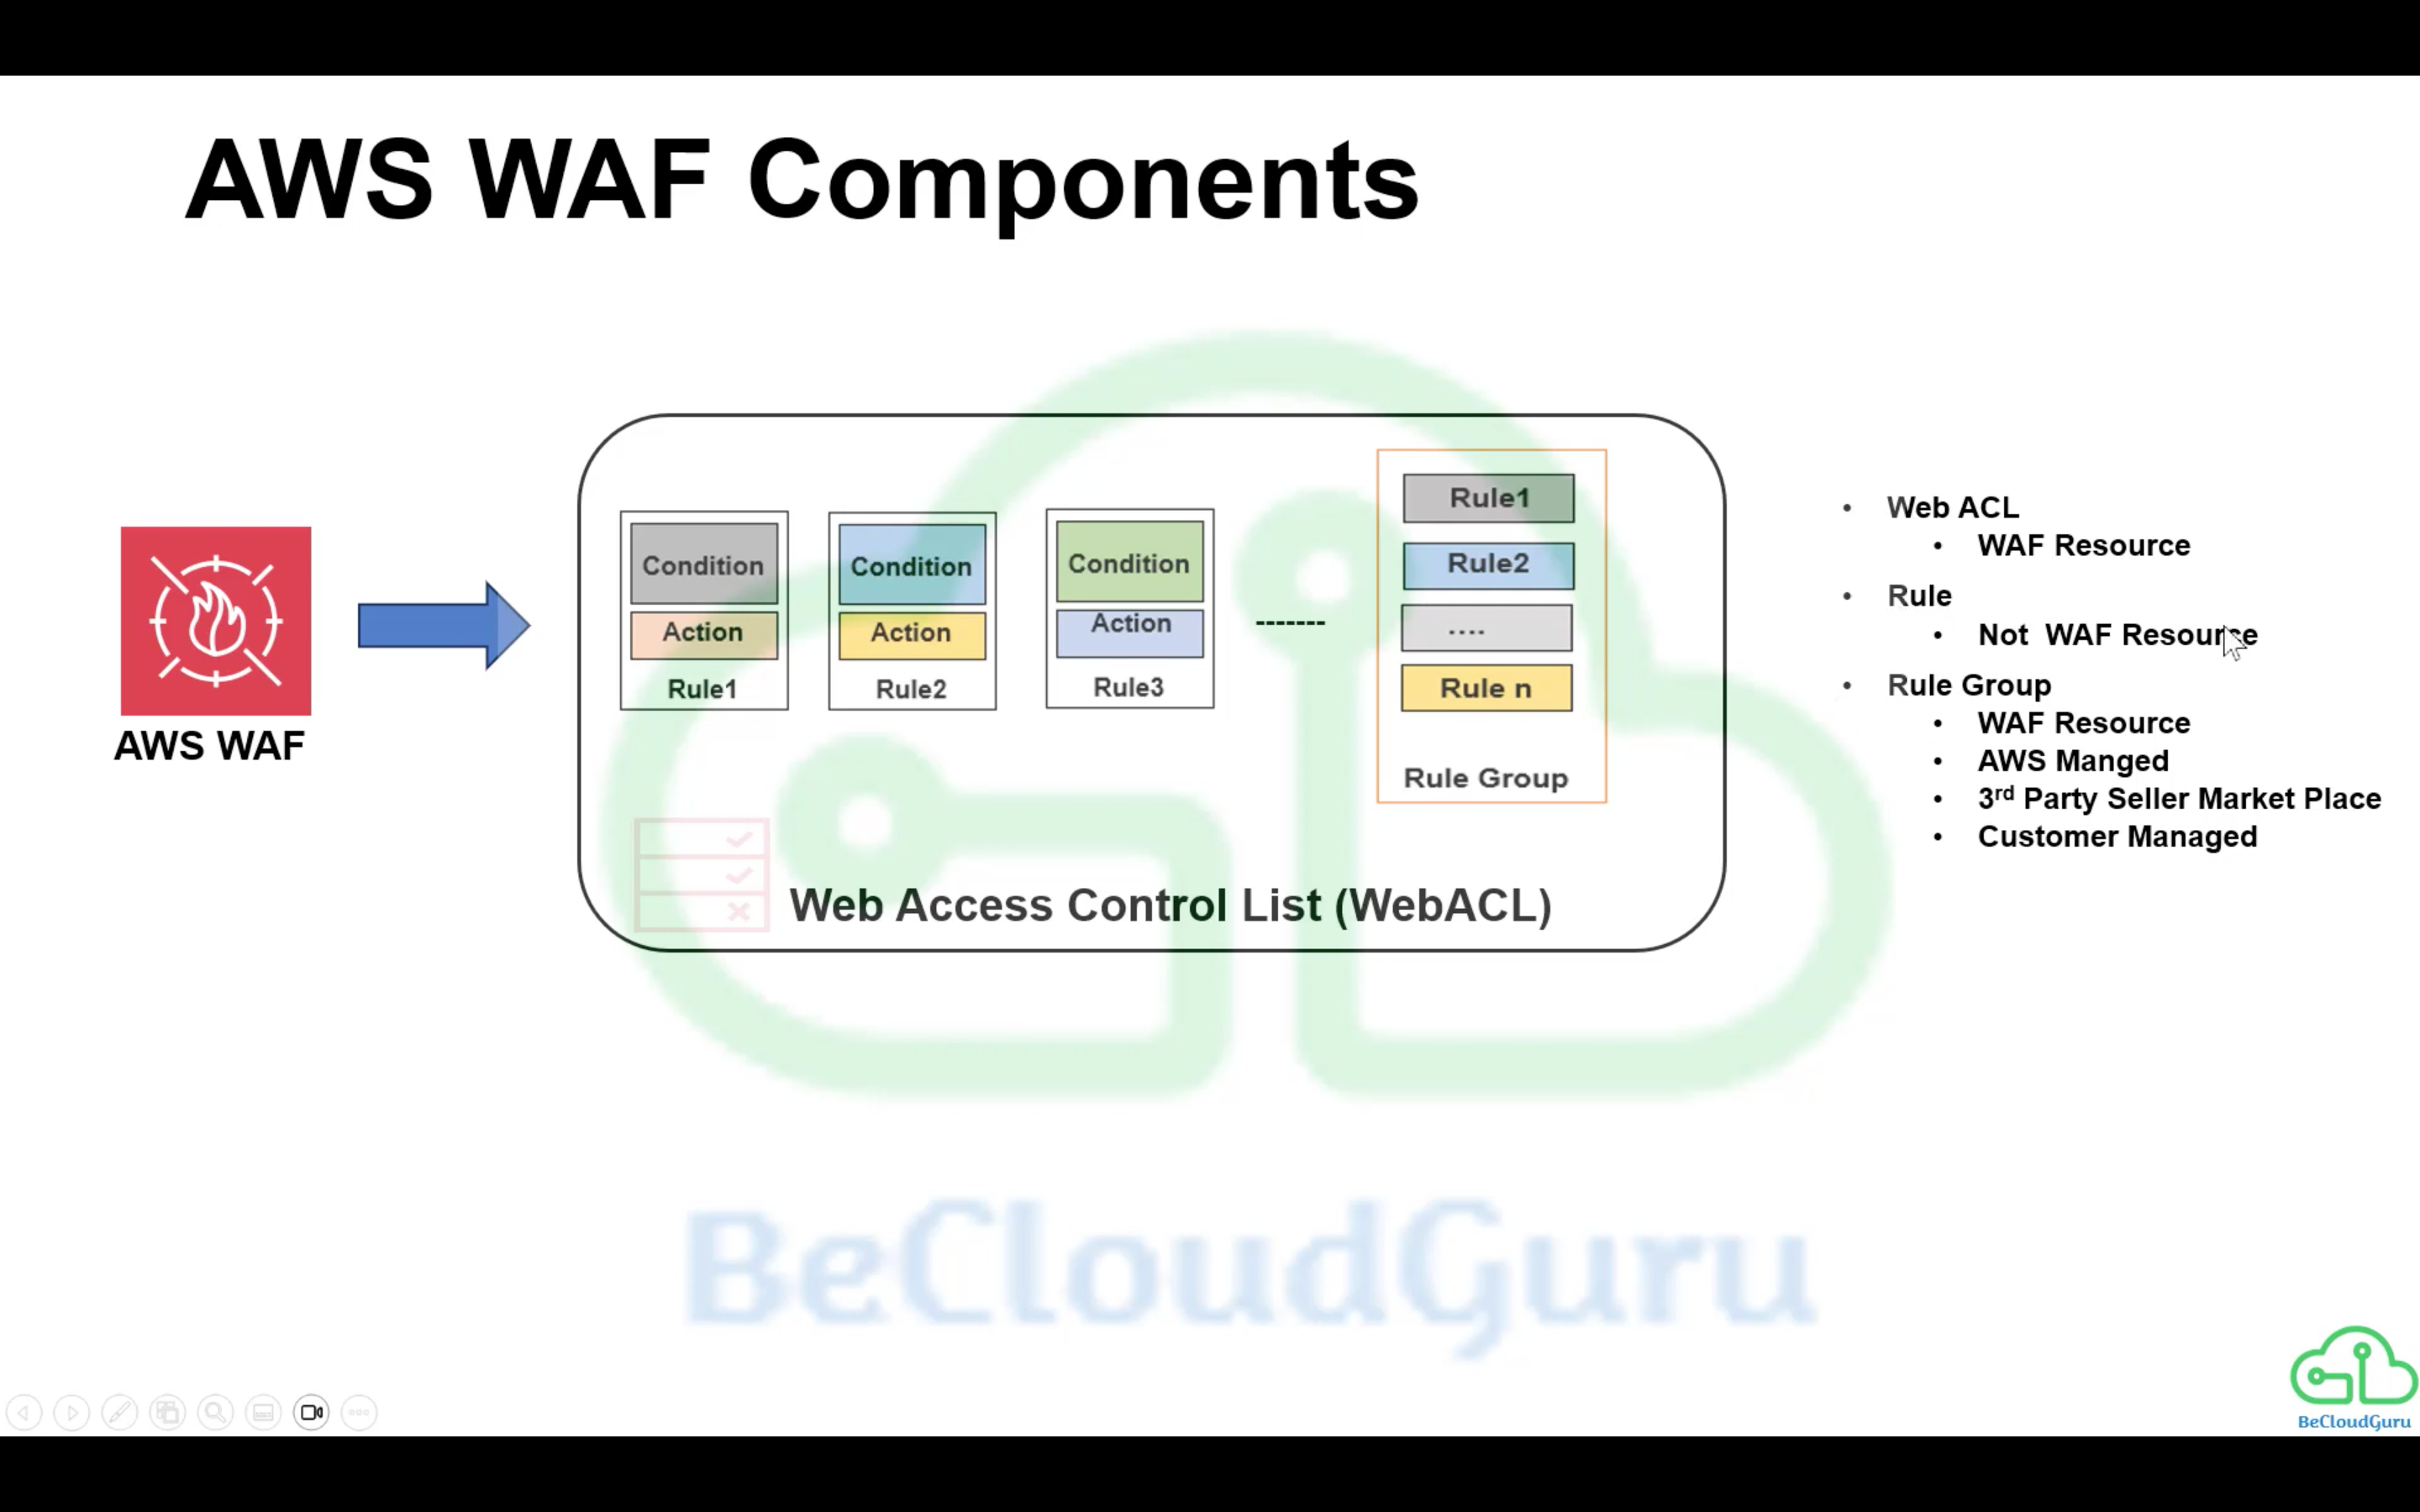 AWS WAF Components
AWS WAF
Condition
Action
Rule1
Condition
Action
Rule2
Condition
Action
Rule3
-------
Rule1
Rule2
....
Rule n
Rule Group
Web Access Control List (WebACL)
• Web ACL
• WAF Resource
• Rule
• Not WAF Resource
• Rule Group
• WAF Resource
• AWS Manged
• 3rd Party Seller Market Place
• Customer Managed
BeCloudGuru
BeCloudGuru